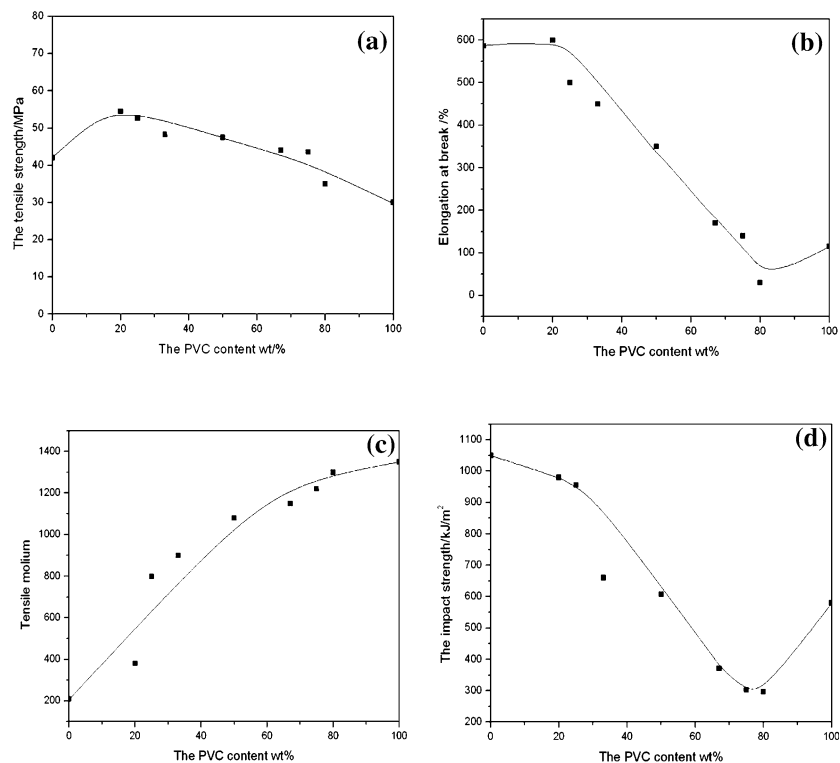 (a)
80
70
60
50
40
30
20
10
0
The tensile strength/MPa
0 20 40 60 80 100
The PVC content wt/%
(b)
600
500
400
300
200
100
0
Elongation at break /%
0 20 40 60 80 100
The PVC content wt%
(c)
1400
1200
1000
800
600
400
200
Tensile molium
0 20 40 60 80 100
The PVC content wt%
(d)
1100
1000
900
800
700
600
500
400
300
200
The impact strength/kJ/m²
0 20 40 60 80 100
The PVC content wt%